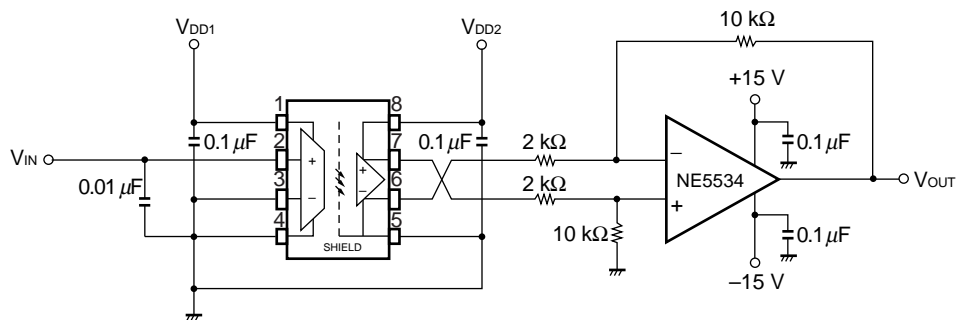 10 kΩ
VDD1
VDD2
+15 V
1
8
0.1 µF
0.1 µF
0.1 µF
VIN
2
7
2 kΩ
+
+
−
NE5534
VOUT
0.01 µF
3
6
2 kΩ
−
−
+
4
5
10 kΩ
0.1 µF
SHIELD
–15 V